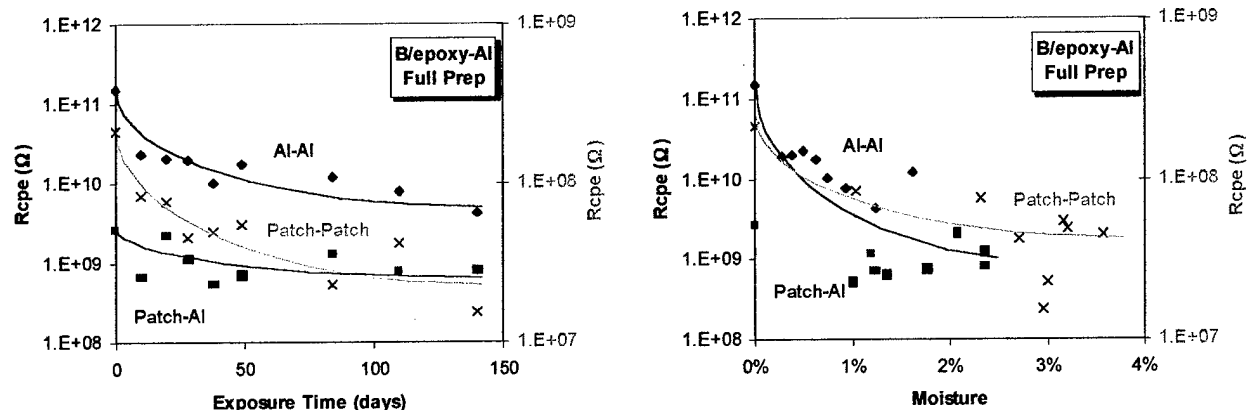 1.E+12
1.E+11
1.E+10
1.E+09
1.E+08
Rcpe (Ω)
B/epoxy-Al
Full Prep
Al-Al
Patch-Patch
Patch-Al
1.E+09
1.E+08
1.E+07
Rcpe (Ω)
0
50
100
150
Exposure Time (days)
1.E+12
1.E+11
1.E+10
1.E+09
1.E+08
Rcpe (Ω)
B/epoxy-Al
Full Prep
Al-Al
Patch-Patch
Patch-Al
1.E+09
1.E+08
1.E+07
Rcpe (Ω)
0%
1%
2%
3%
4%
Moisture